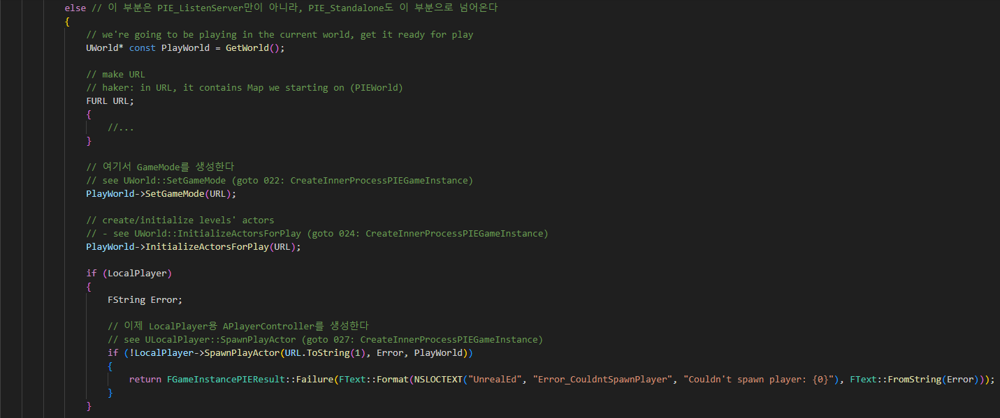 else // 이 부분은 PIE_ListenServer만이 아니라, PIE_Standalone도 이 부분으로 넘어온다
{
// we're going to be playing in the current world, get it ready for play
UWorld* const PlayWorld = GetWorld();
// make URL
// haker: in URL, it contains Map we starting on (PIEWorld)
FURL URL;
{
//...
}
// 여기서 GameMode를 생성한다
// see UWorld::SetGameMode (goto 022: CreateInnerProcessPIEGameInstance)
PlayWorld->SetGameMode(URL);
// create/initialize levels' actors
// - see UWorld::InitializeActorsForPlay (goto 024: CreateInnerProcessPIEGameInstance)
PlayWorld->InitializeActorsForPlay(URL);
if (LocalPlayer)
{
FString Error;
// 이제 LocalPlayer용 APlayerController를 생성한다
// see ULocalPlayer::SpawnPlayActor (goto 027: CreateInnerProcessPIEGameInstance)
if (!LocalPlayer->SpawnPlayActor(URL.ToString(1), Error, PlayWorld))
{
return FGameInstancePIEResult::Failure(FText::Format(NSLOCTEXT("UnrealEd", "Error_CouldntSpawnPlayer", "Couldn't spawn player: {0}"), FText::FromString(Error)));
}
}